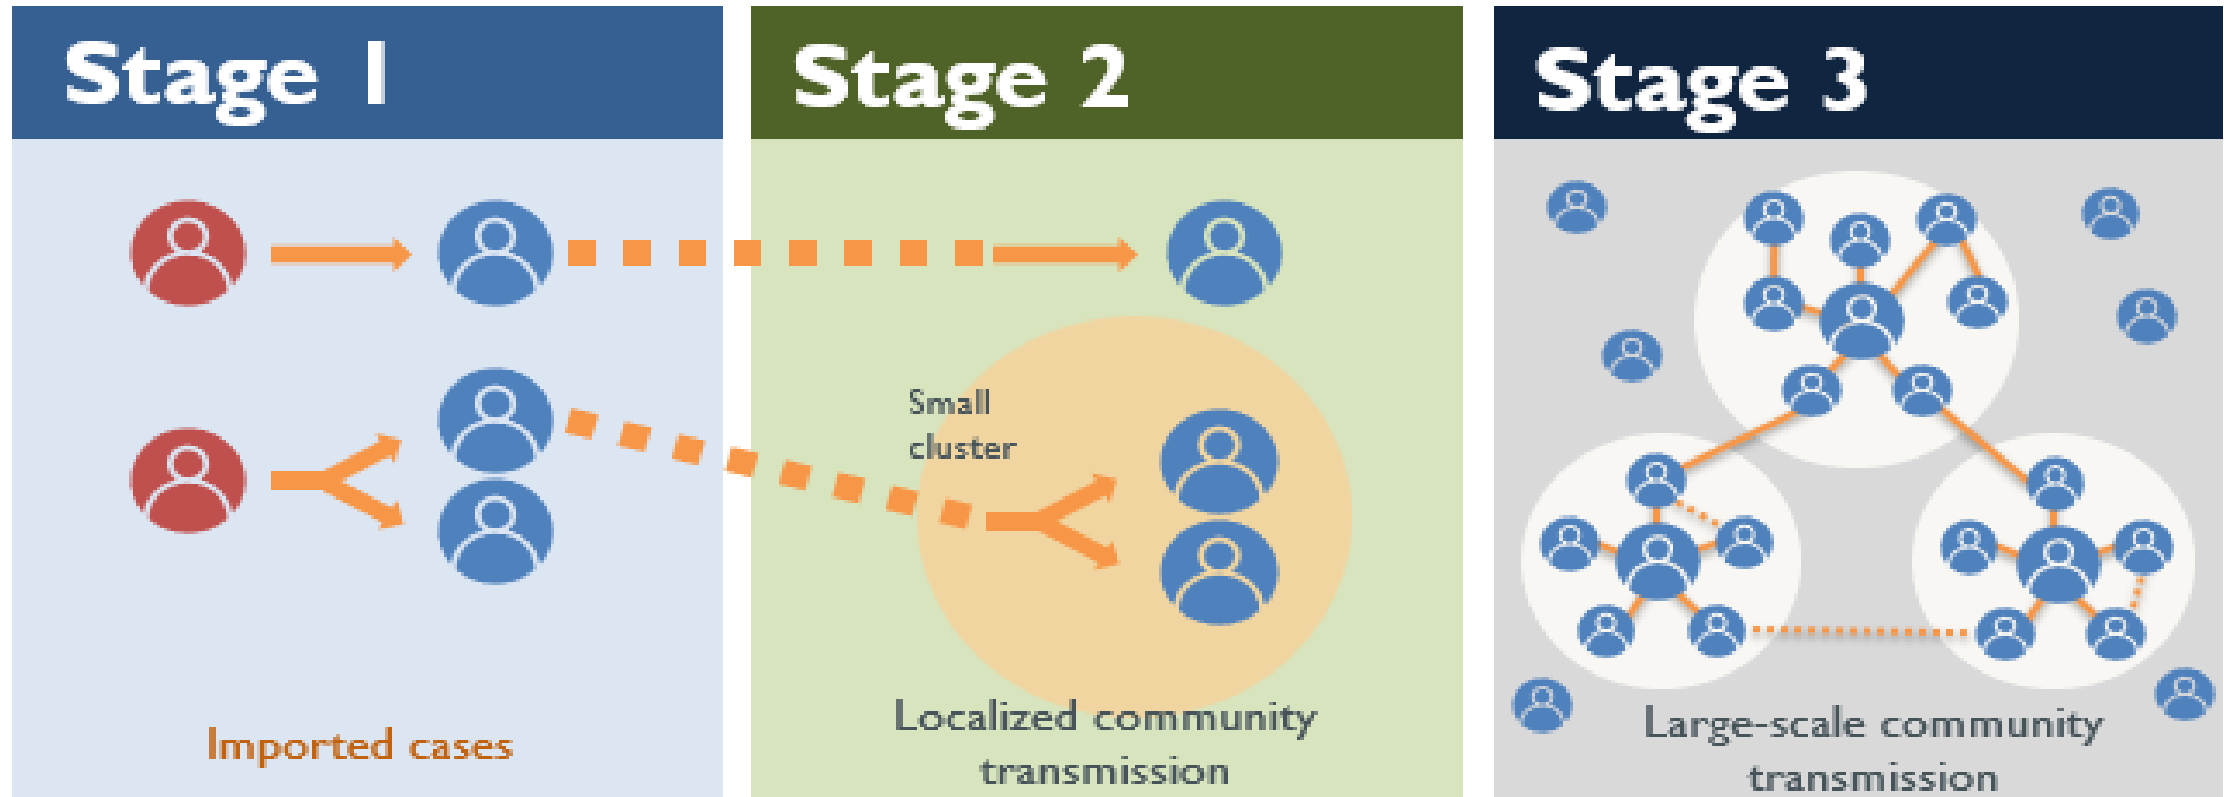 Stage 1
Imported cases
Stage 2
Small
cluster
Localized community
transmission
Stage 3
Large-scale community
transmission